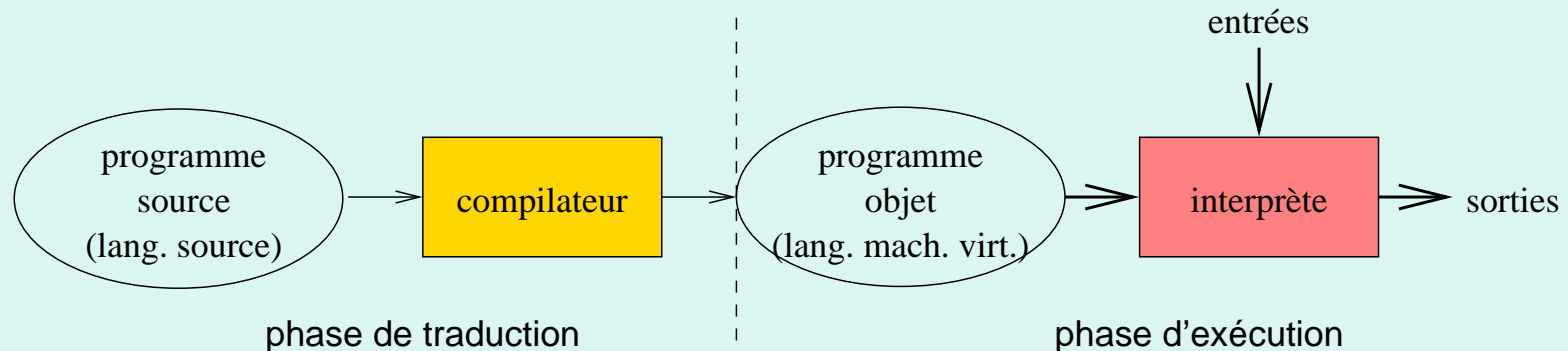 entrées
programme
source
(lang. source)
compilateur
programme
objet
(lang. mach. virt.)
interprète
sorties
phase de traduction
phase d'exécution